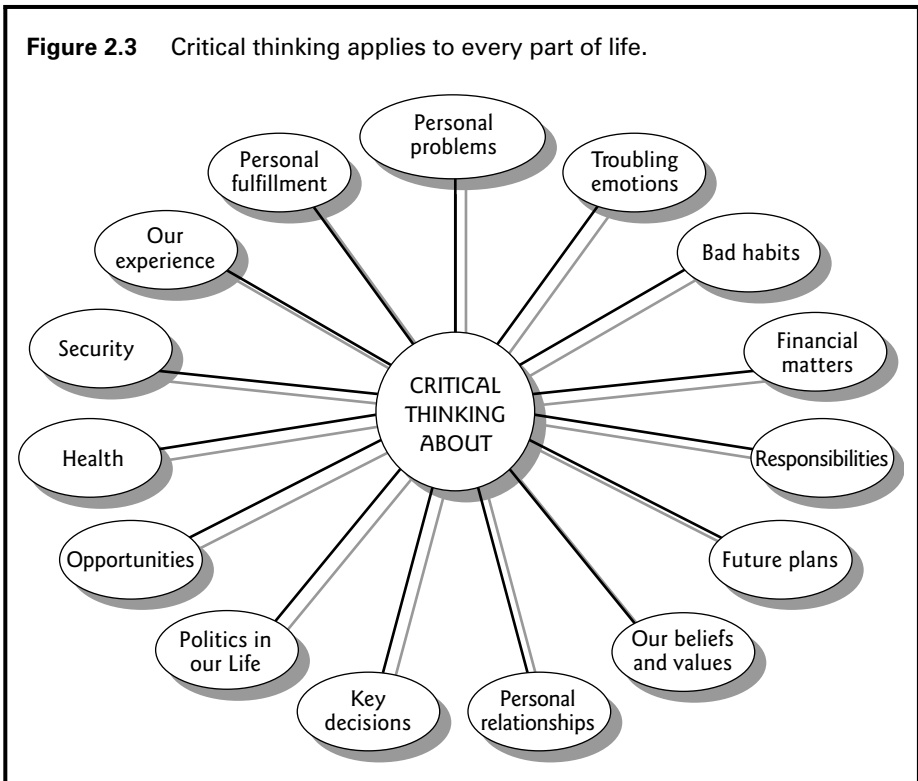 Figure 2.3 Critical thinking applies to every part of life.
Personal
problems
Troubling
emotions
Bad habits
Financial
matters
Responsibilities
Future plans
Our beliefs
and values
Personal
relationships
Key
decisions
Politics in
our Life
Opportunities
Health
Security
Our
experience
Personal
fulfillment
CRITICAL
THINKING
ABOUT